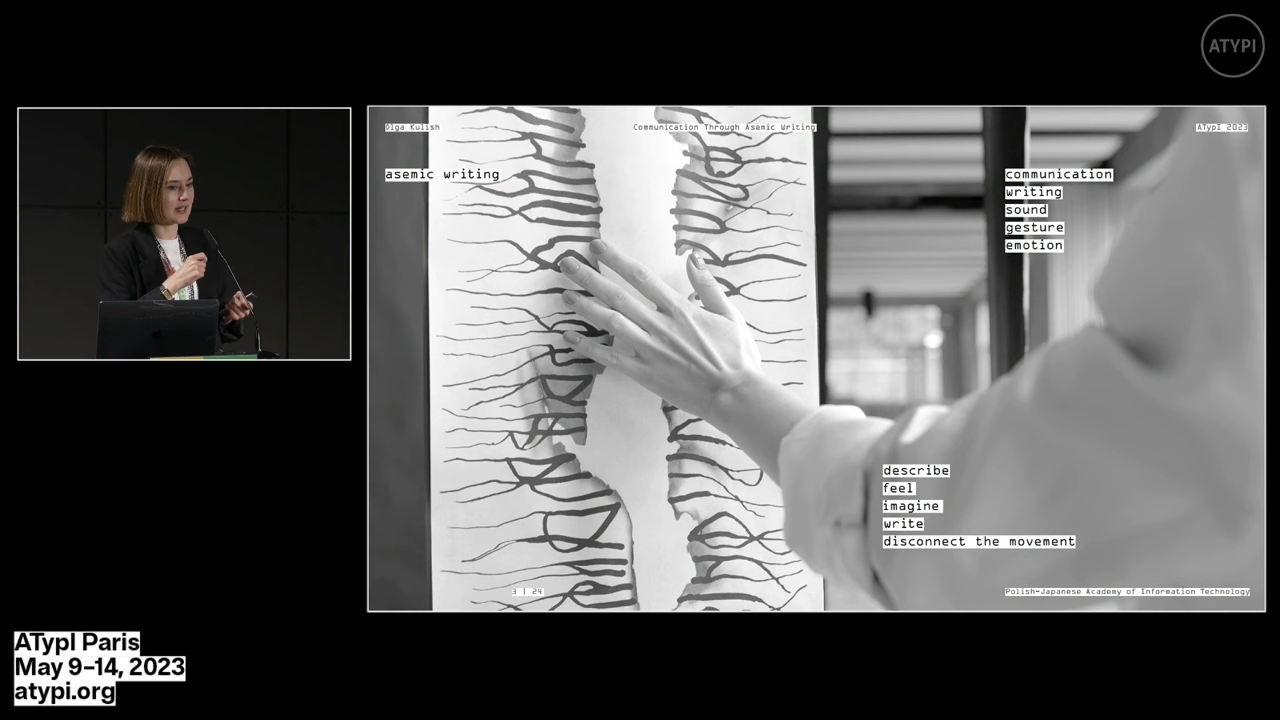 ATYPI
Olga Kulish
Communication Through Asemic Writing
ATypI 2023
asemic writing
communication
writing
sound
gesture
emotion
describe
feel
imagine
write
disconnect the movement
3 | 24
Polish-Japanese Academy of Information Technology
ATypI Paris
May 9–14, 2023
atypi.org